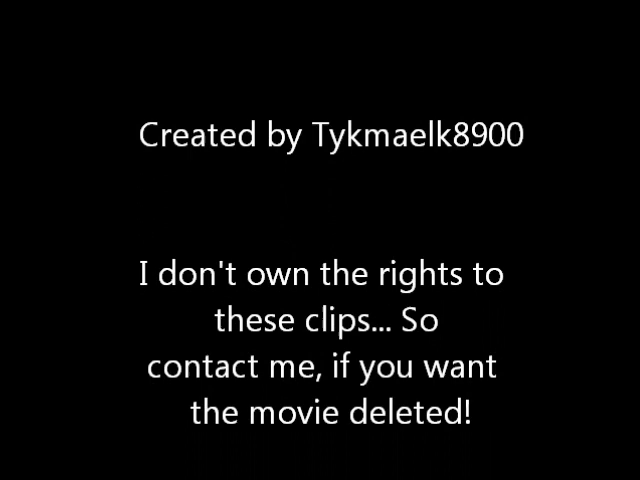 Created by Tykmaelk8900
I don't own the rights to
these clips... So
contact me, if you want
the movie deleted!